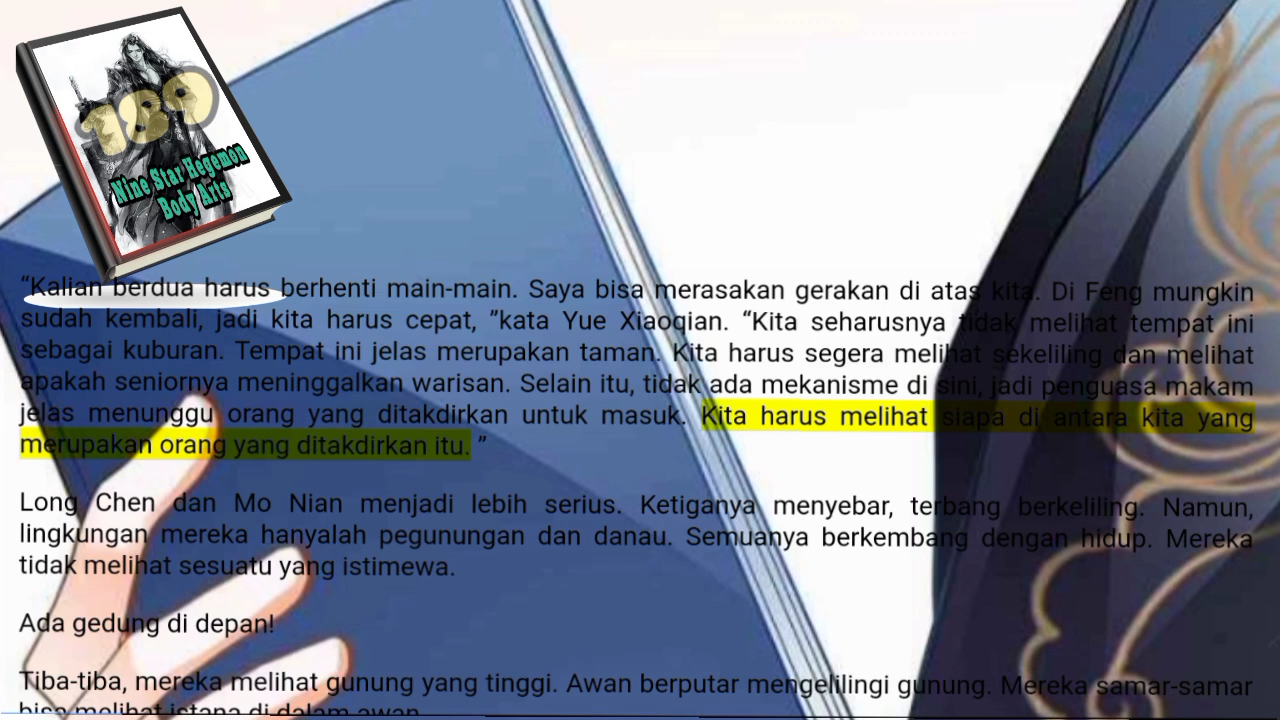 189
Nine Star Hegemon
Body Arts
“Kalian berdua harus berhenti main-main. Saya bisa merasakan gerakan di atas kita. Di Feng mungkin
sudah kembali, jadi kita harus cepat, ”kata Yue Xiaoqian. “Kita seharusnya tidak melihat tempat ini
sebagai kuburan. Tempat ini jelas merupakan taman. Kita harus segera melihat sekeliling dan melihat
apakah seniornya meninggalkan warisan. Selain itu, tidak ada mekanisme di sini, jadi penguasa makam
jelas menunggu orang yang ditakdirkan untuk masuk. Kita harus melihat siapa di antara kita yang
merupakan orang yang ditakdirkan itu. ”
Long Chen dan Mo Nian menjadi lebih serius. Ketiganya menyebar, terbang berkeliling. Namun,
lingkungan mereka hanyalah pegunungan dan danau. Semuanya berkembang dengan hidup. Mereka
tidak melihat sesuatu yang istimewa.
Ada gedung di depan!
Tiba-tiba, mereka melihat gunung yang tinggi. Awan berputar mengelilingi gunung. Mereka samar-samar
bisa melihat istana di dalam awan.